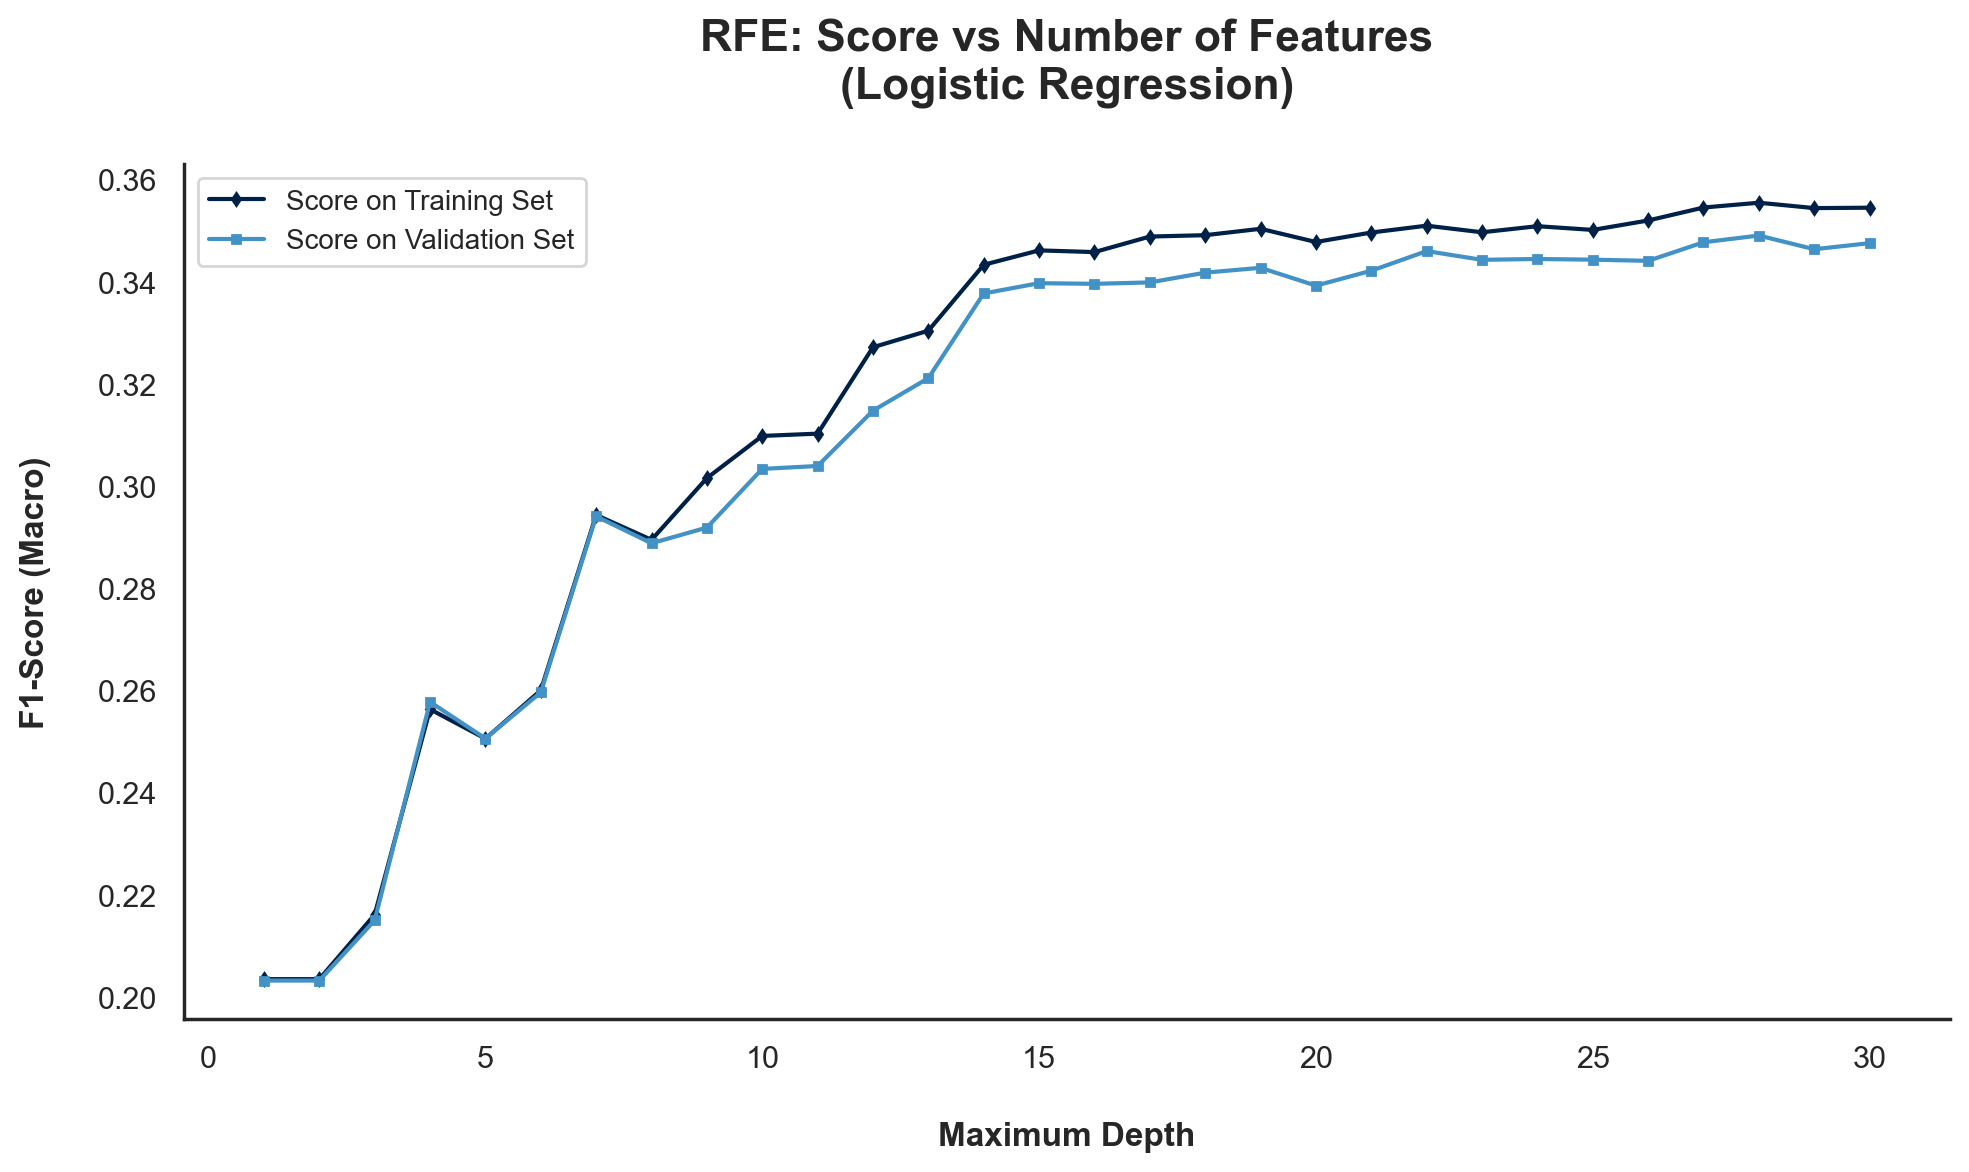 RFE: Score vs Number of Features
(Logistic Regression)
0.36
0.34
0.32
0.30
0.28
0.26
0.24
0.22
0.20
F1-Score (Macro)
Score on Training Set
Score on Validation Set
0 5 10 15 20 25 30
Maximum Depth